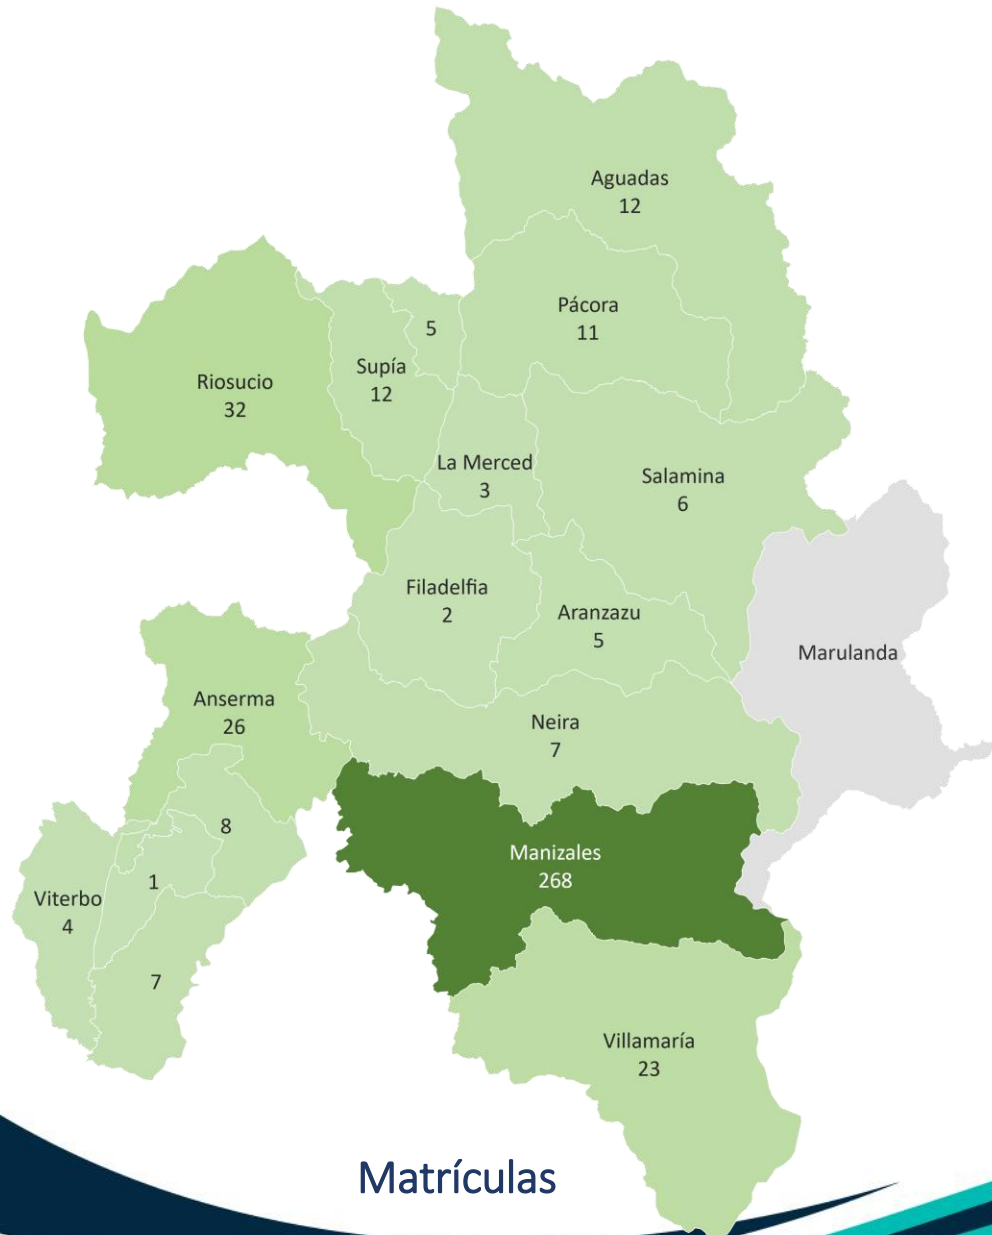 Aguadas
12
Pácora
11
5
Supía
12
Riosucio
32
La Merced
3
Salamina
6
Filadelfia
2
Aranzazu
5
Marulanda
Anserma
26
Neira
7
8
Manizales
268
1
Viterbo
4
7
Villamaría
23
Matrículas